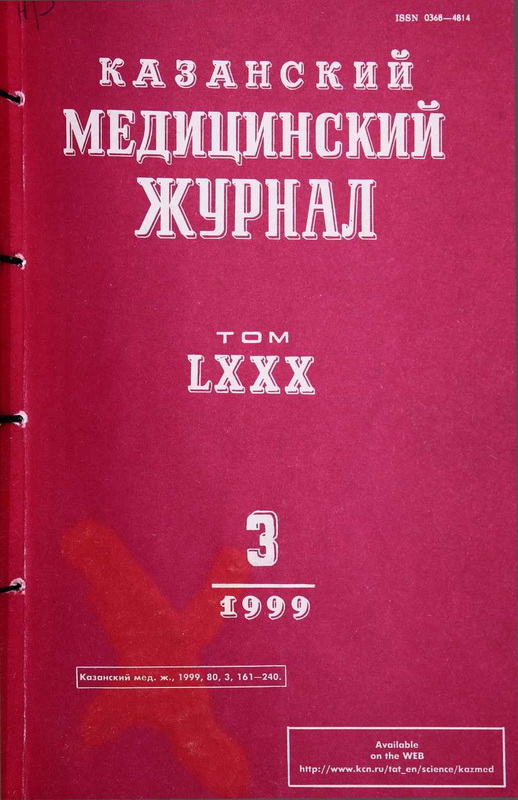 ISSN 0368—4814
КАЗАНСКИЙ
МЕДИЦИНСКИЙ
ЖУРНАЛ
ТОМ
LXXX
3
1999
Казанский мед. ж., 1999, 80, 3, 161—240.
Available
on the WEB
http://www.kcn.ru/tat_en/science/kazmed